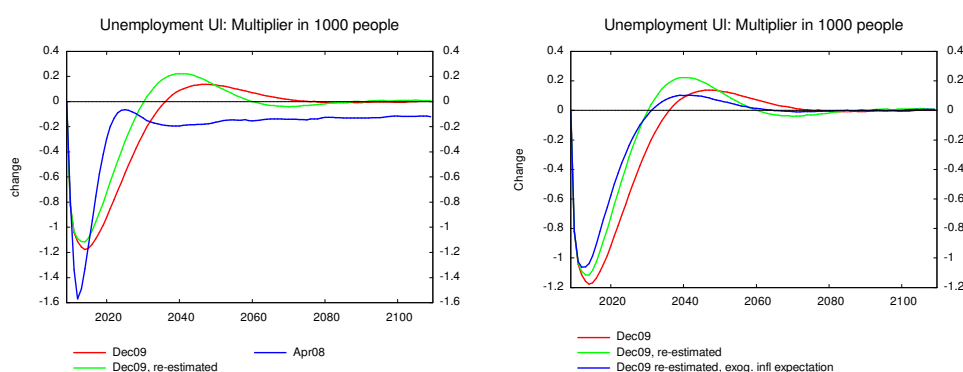 Unemployment Ul: Multiplier in 1000 people
0.4 0.4
0.2 0.2
0 0
-0.2 -0.2
-0.4 -0.4
-0.6 -0.6
-0.8 -0.8
-1 -1
-1.2 -1.2
-1.4 -1.4
-1.6 -1.6
change
2020 2040 2060 2080 2100
Dec09 Apr08
Dec09, re-estimated
Unemployment Ul: Multiplier in 1000 people
0.4 0.4
0.2 0.2
0 0
-0.2 -0.2
-0.4 -0.4
-0.6 -0.6
-0.8 -0.8
-1 -1
-1.2 -1.2
Change
2020 2040 2060 2080 2100
Dec09
Dec09, re-estimated
Dec09 re-estimated, exog. infl expectation